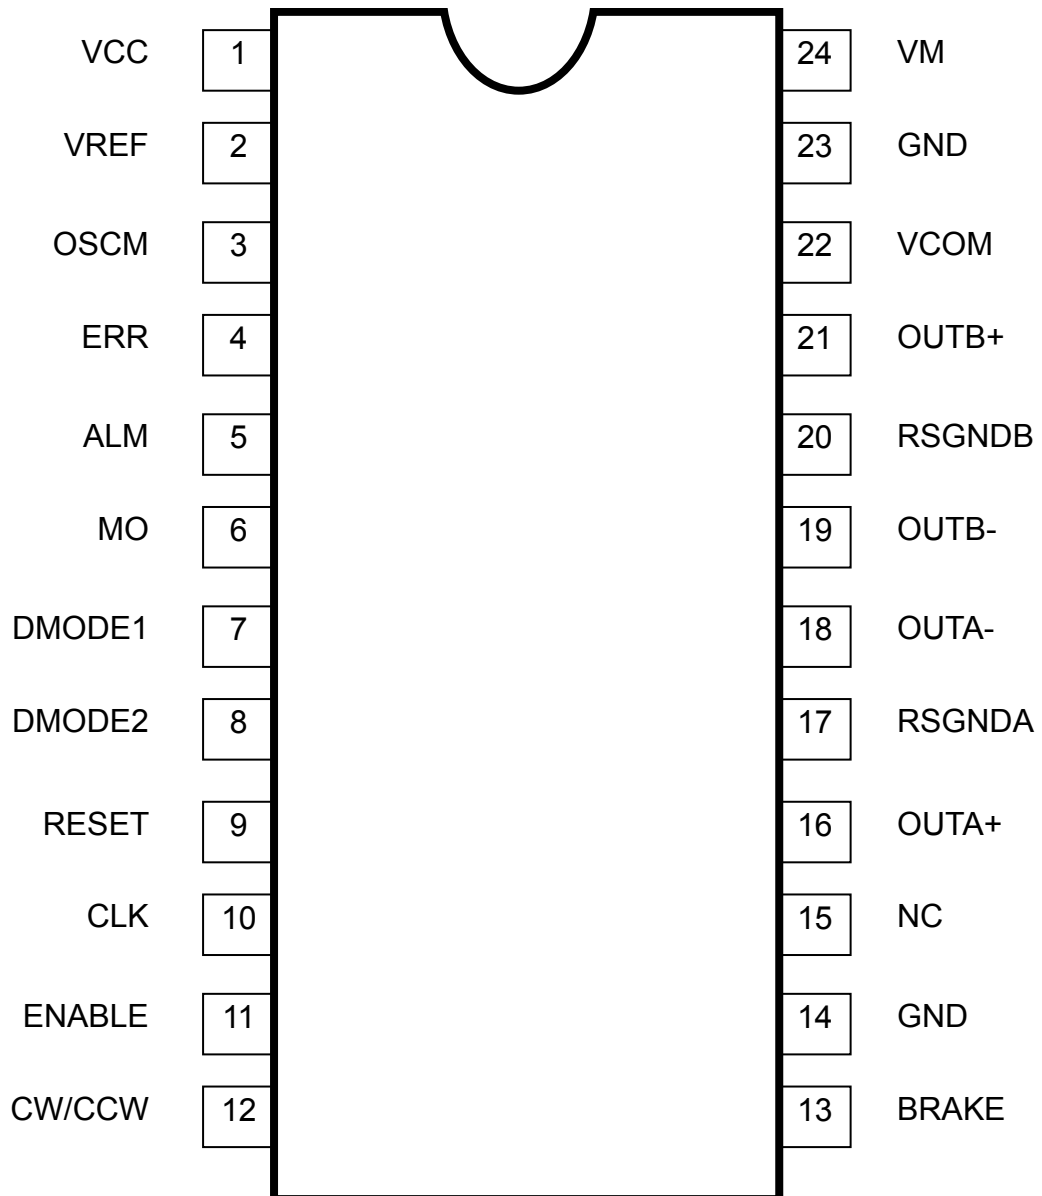 VCC 1 24 VM
VREF 2 23 GND
OSCM 3 22 VCOM
ERR 4 21 OUTB+
ALM 5 20 RSGNDB
MO 6 19 OUTB-
DMODE1 7 18 OUTA-
DMODE2 8 17 RSGNDA
RESET 9 16 OUTA+
CLK 10 15 NC
ENABLE 11 14 GND
CW/CCW 12 13 BRAKE